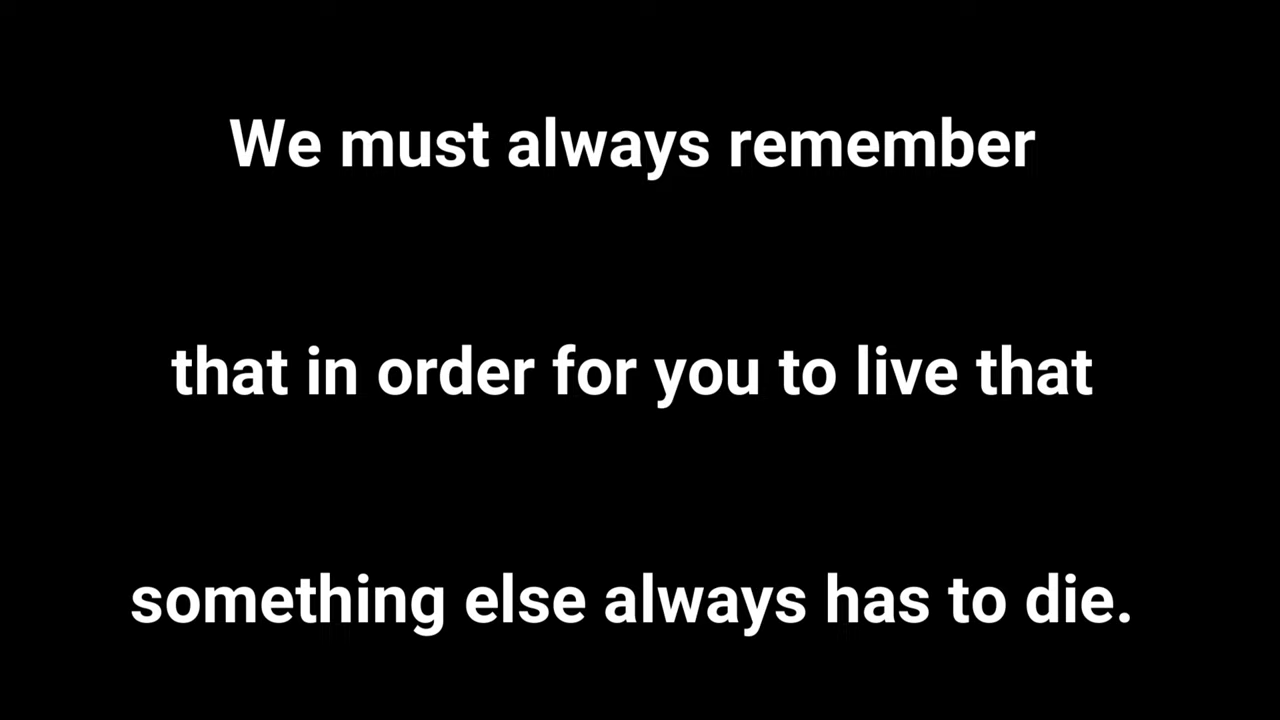 We must always remember
that in order for you to live that
something else always has to die.